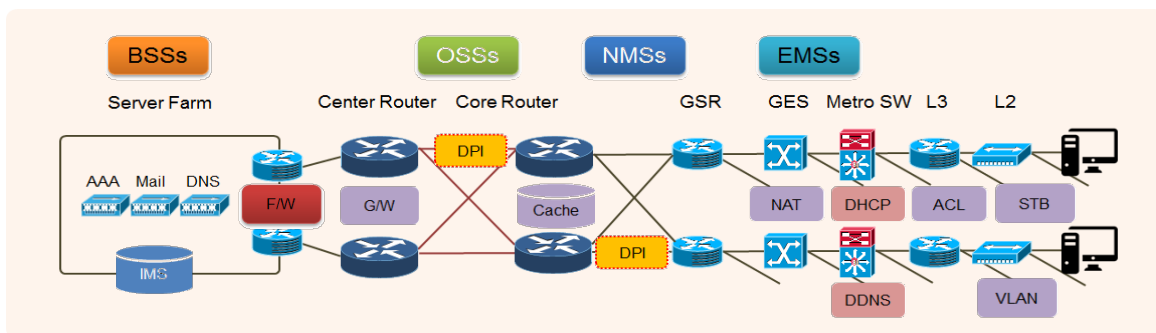 BSSs OSSs NMSs EMSs
Server Farm Center Router Core Router GSR GES Metro SW L3 L2
DPI
AAA Mail DNS
F/W G/W Cache NAT DHCP ACL STB
DPI
IMS
DDNS VLAN